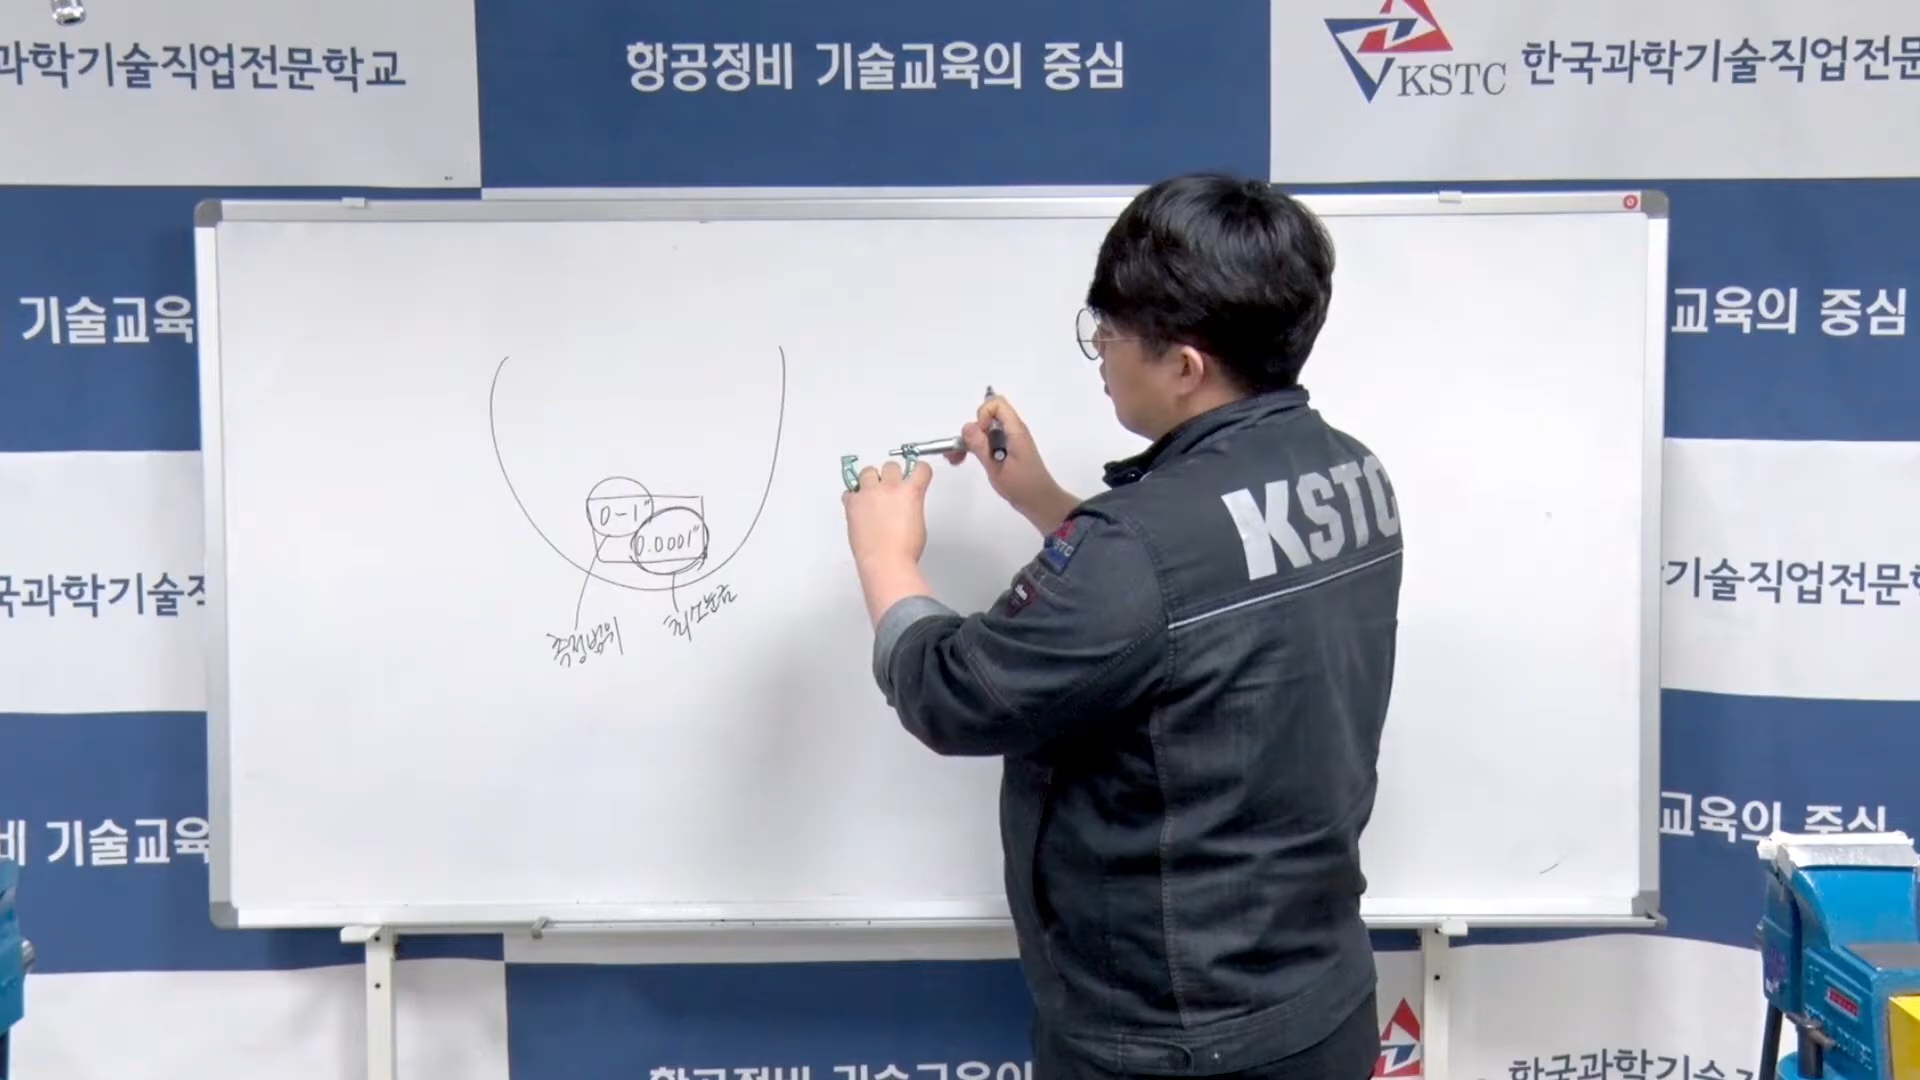 과학기술직업전문학교
항공정비 기술교육의 중심
KSTC 한국과학기술직업전문
기술교육
교육의 중심
0-1"
0.0001"
측정범위
최소눈금
KSTC
KSTC
국과학기술직
기술직업전문
비 기술교육
교육의 중심
항공정비 기술교육의
한국과학기술